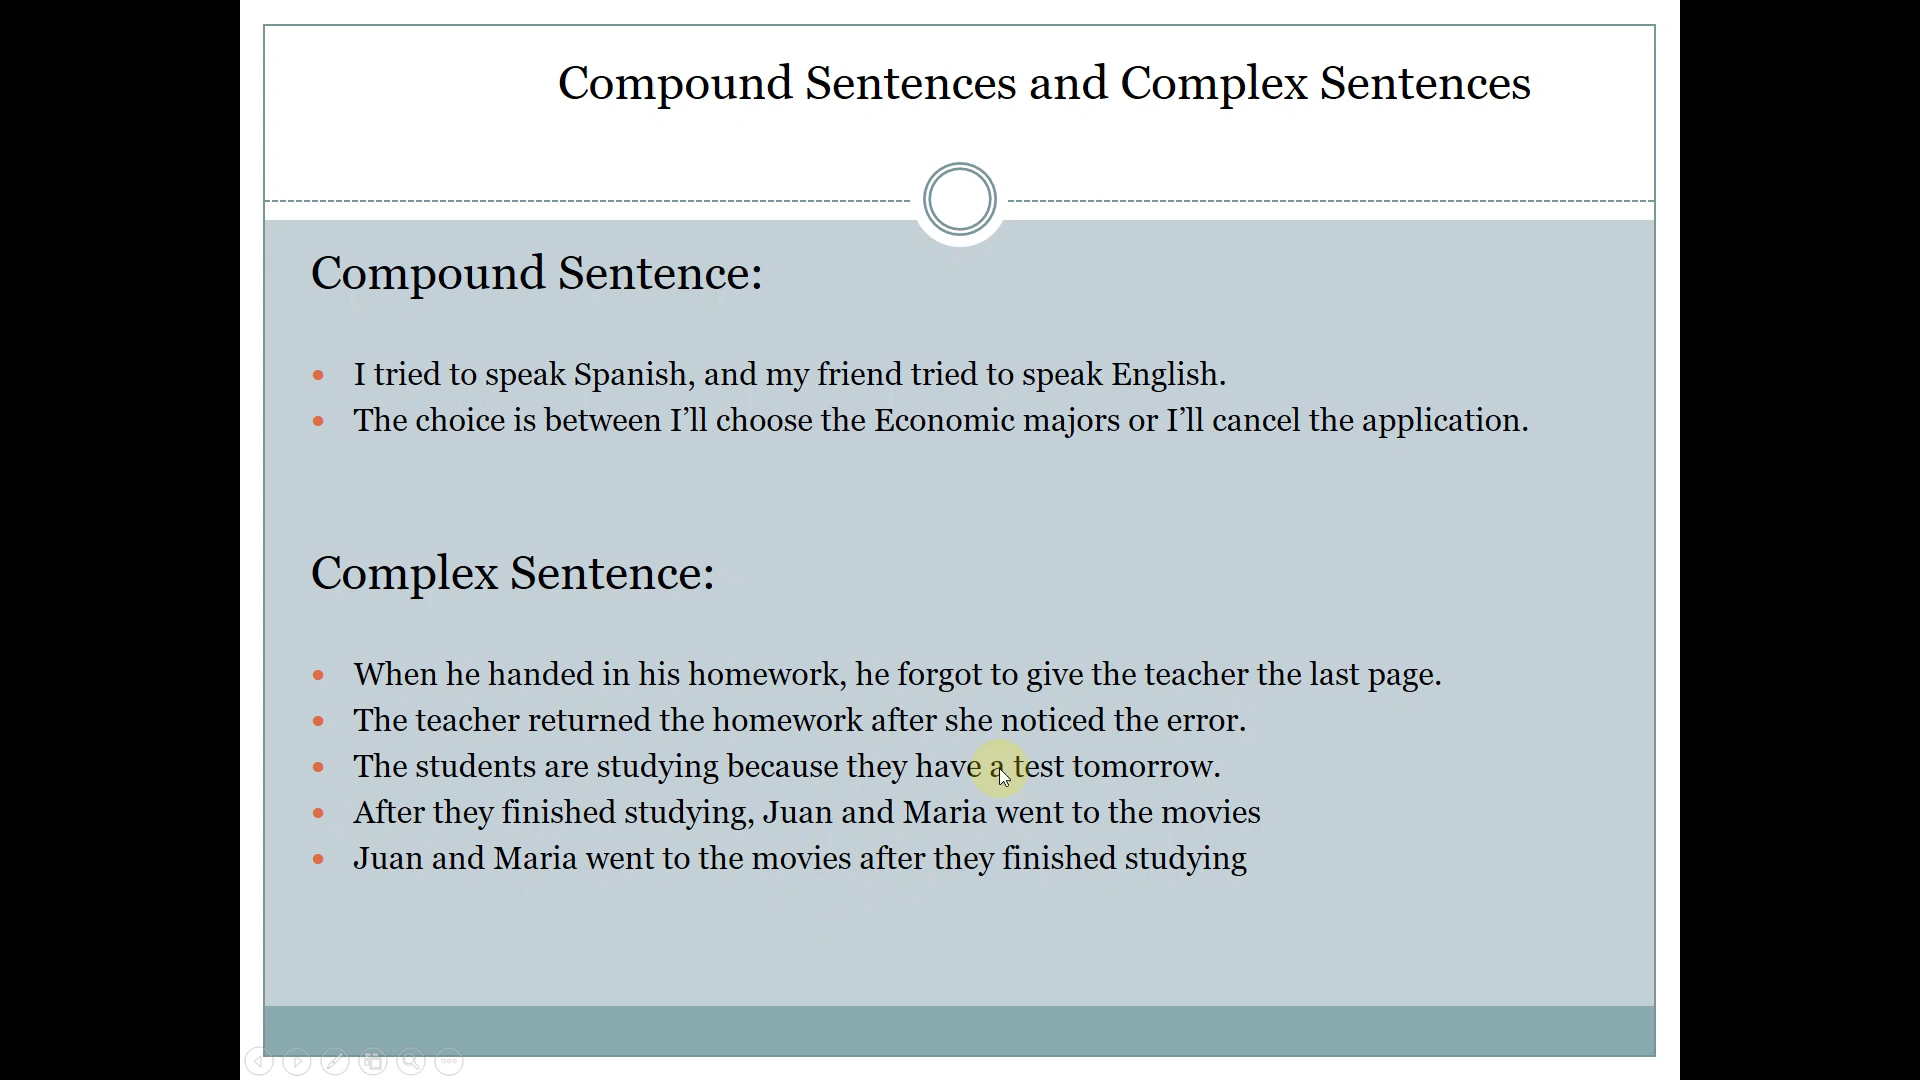 Compound Sentences and Complex Sentences
Compound Sentence:
• I tried to speak Spanish, and my friend tried to speak English.
• The choice is between I’ll choose the Economic majors or I’ll cancel the application.
Complex Sentence:
• When he handed in his homework, he forgot to give the teacher the last page.
• The teacher returned the homework after she noticed the error.
• The students are studying because they have a test tomorrow.
• After they finished studying, Juan and Maria went to the movies
• Juan and Maria went to the movies after they finished studying